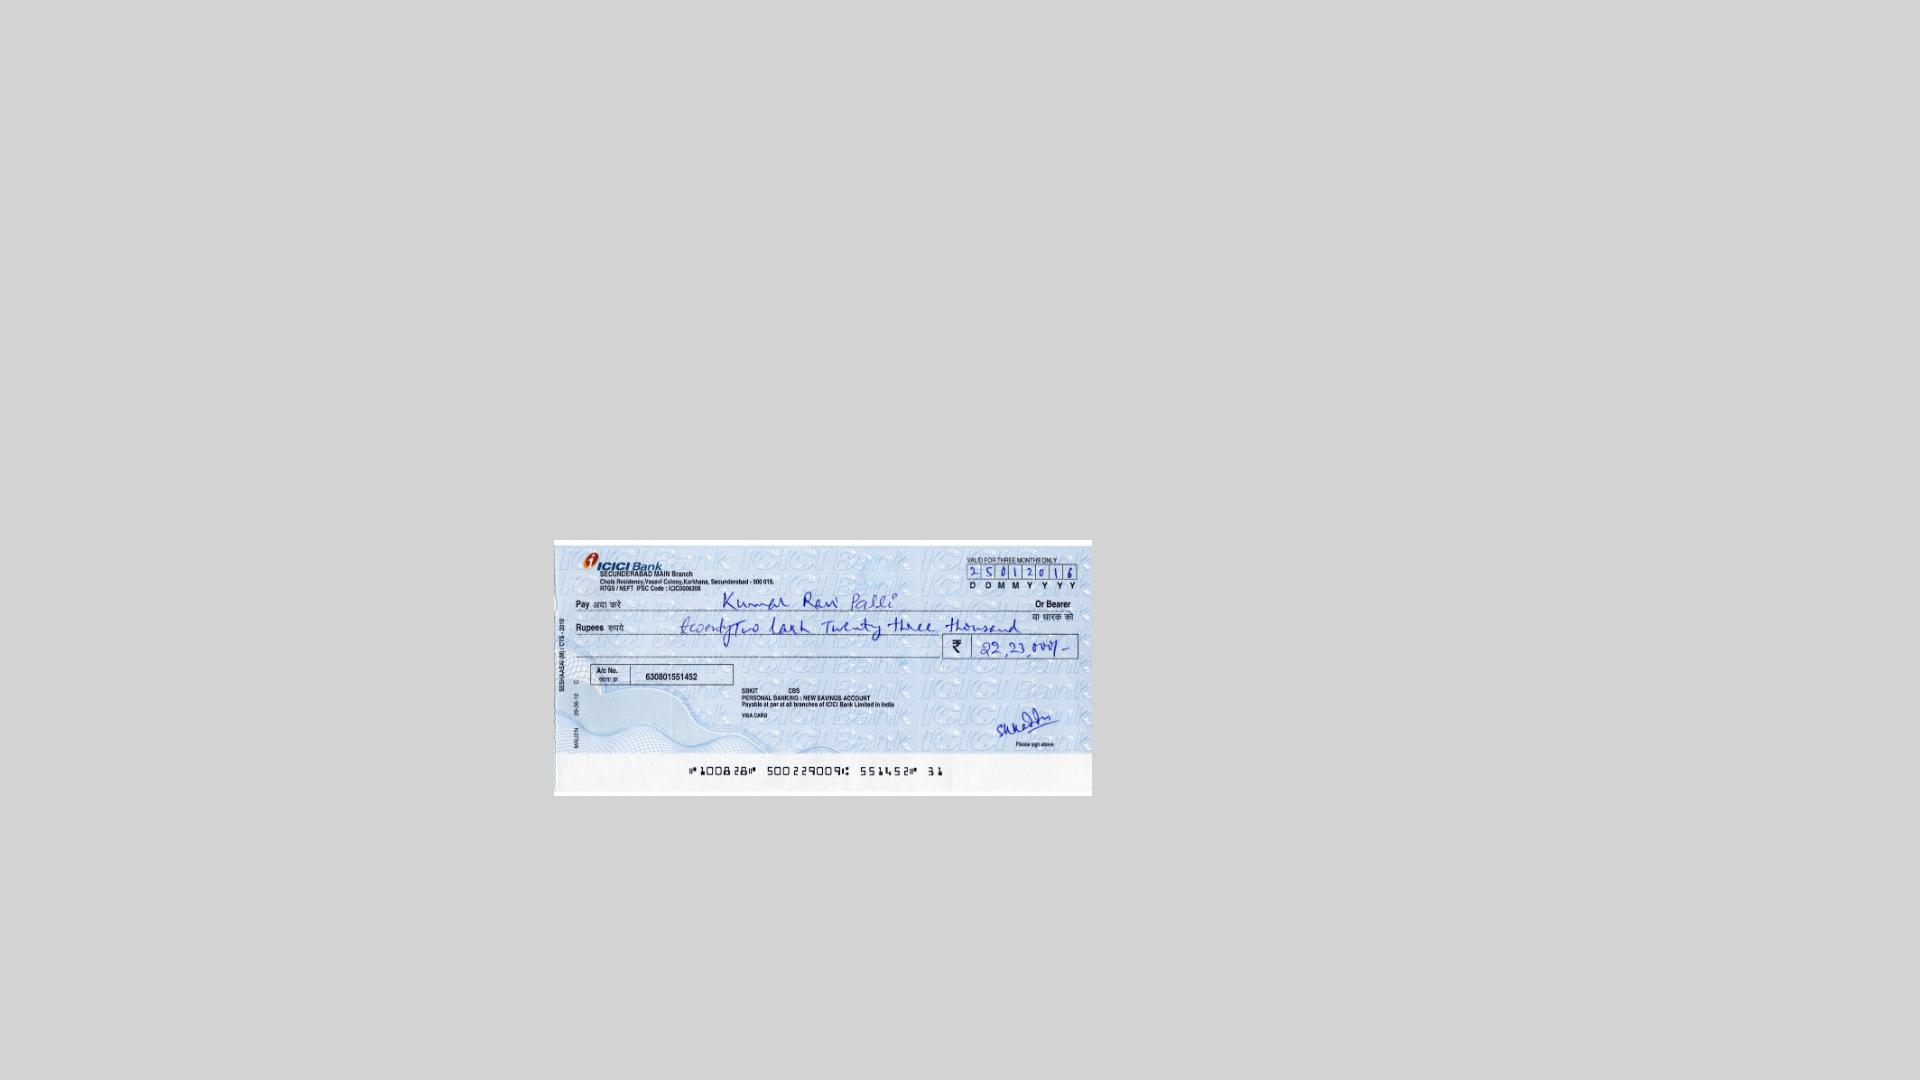 ICICI Bank
SECUNDERABAD MAIN Branch
Chola Residency,Vasavi Colony,Karkhana, Secunderabad - 500 015.
RTGS / NEFT IFSC Code : ICIC0006308
VALID FOR THREE MONTHS ONLY
2 5 0 1 2 0 1 6
D D M M Y Y Y Y
Pay अदा करें Kumar Ravi Palli Or Bearer
या धारक को
Rupees रुपये twenty Two lakh Twenty three thousand
₹ 22,23,000/-
A/c No. 630801551452
खाता क्र.
SBKIT CBS
PERSONAL BANKING : NEW SAVINGS ACCOUNT
Payable at par at all branches of ICICI Bank Limited in India
VISA CARD
Please sign above
⑈100828⑈ 500229009⑆ 551452⑈ 31
SESHAASAI (M) / CTS - 2010